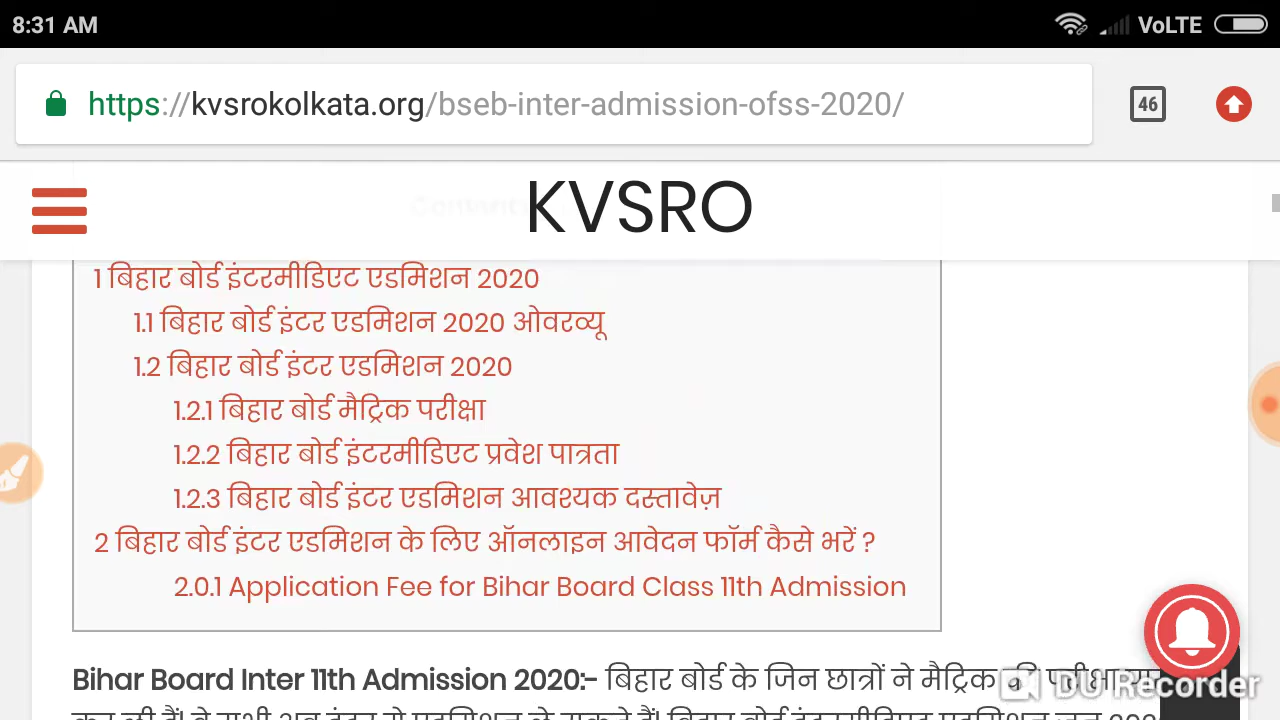 8:31 AM VoLTE
https://kvsrokolkata.org/bseb-inter-admission-ofss-2020/ 46
KVSRO
1 बिहार बोर्ड इंटरमीडिएट एडमिशन 2020
1.1 बिहार बोर्ड इंटर एडमिशन 2020 ओवरव्यू
1.2 बिहार बोर्ड इंटर एडमिशन 2020
1.2.1 बिहार बोर्ड मैट्रिक परीक्षा
1.2.2 बिहार बोर्ड इंटरमीडिएट प्रवेश पात्रता
1.2.3 बिहार बोर्ड इंटर एडमिशन आवश्यक दस्तावेज़
2 बिहार बोर्ड इंटर एडमिशन के लिए ऑनलाइन आवेदन फॉर्म कैसे भरें ?
2.0.1 Application Fee for Bihar Board Class 11th Admission
Bihar Board Inter 11th Admission 2020:- बिहार बोर्ड के जिन छात्रों ने मैट्रिक की परीक्षा
DU Recorder